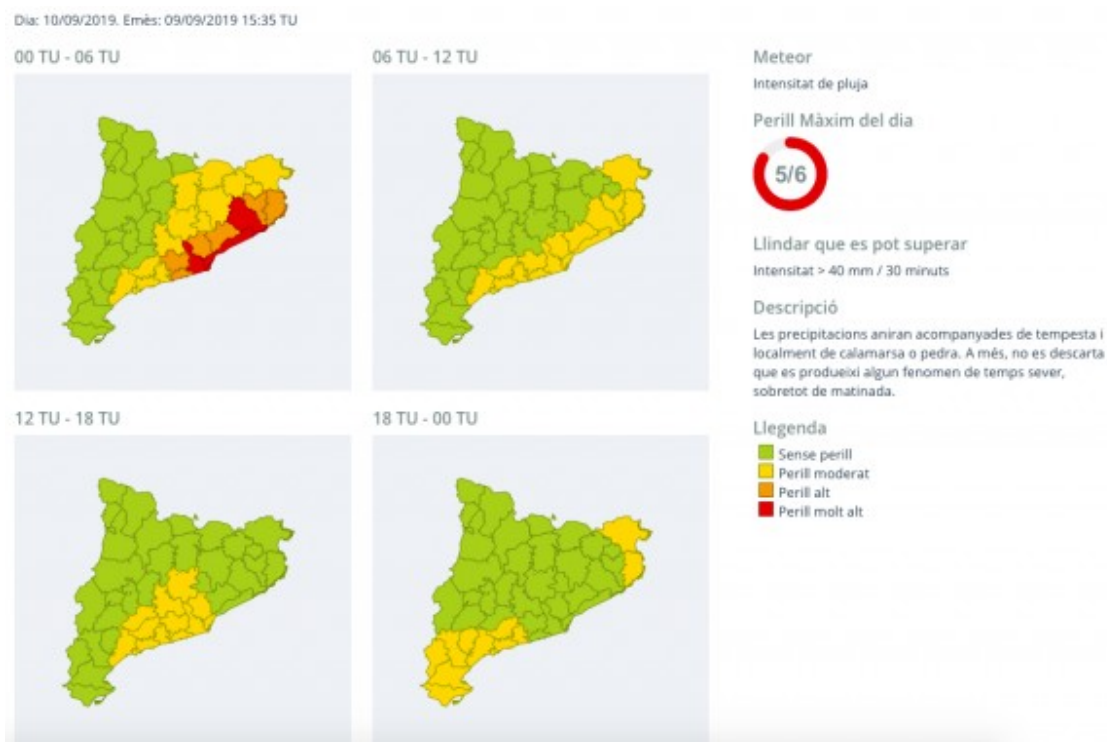 Dia: 10/09/2019. Emès: 09/09/2019 15:35 TU
00 TU - 06 TU
06 TU - 12 TU
12 TU - 18 TU
18 TU - 00 TU
Meteor
Intensitat de pluja
Perill Màxim del dia
5/6
Llindar que es pot superar
Intensitat > 40 mm / 30 minuts
Descripció
Les precipitacions aniran acompanyades de tempesta i
localment de calamarsa o pedra. A més, no es descarta
que es produeixi algun fenomen de temps sever,
sobretot de matinada.
Llegenda
Sense perill
Perill moderat
Perill alt
Perill molt alt